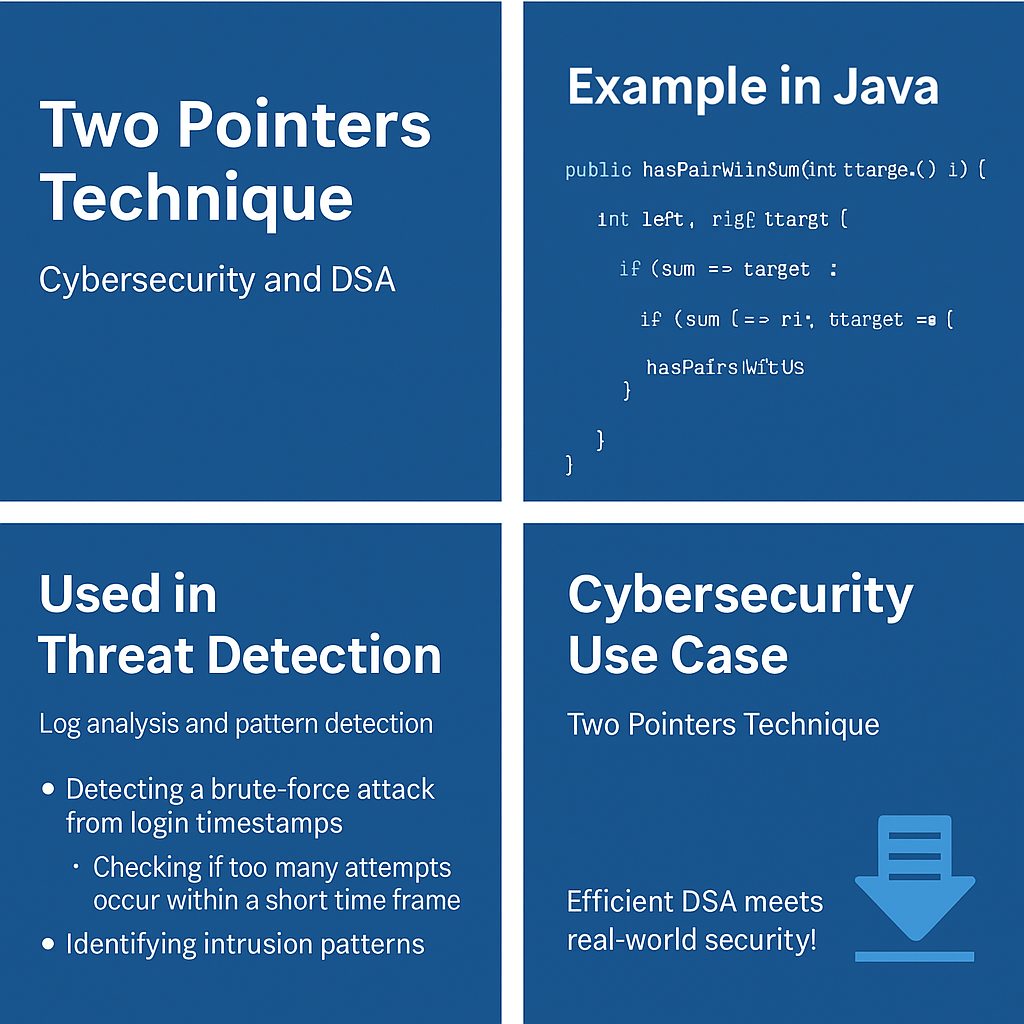 Two Pointers
Technique
Cybersecurity and DSA
Example in Java
public hasPairWiinSum(int ttarge.() i) {
int left, ttargt {
if (sum == target :
if (sum [== ri; ttarget {
}
}
}
Used in
Threat Detection
Log analysis and pattern detection
• Detecting a brute-force attack
from login timestamps
· Checking if too many attempts
occur within a short time frame
• Identifying intrusion patterns
Cybersecurity
Use Case
Two Pointers Technique
Efficient DSA meets
real-world security!